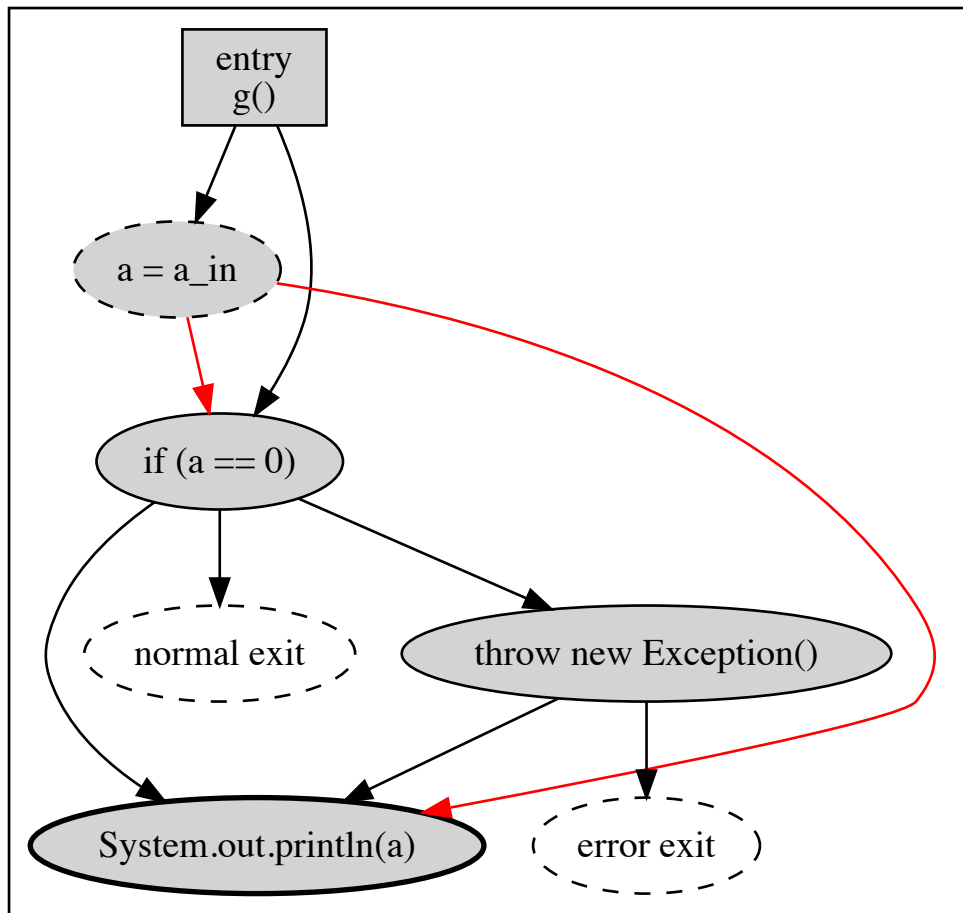 entry
g()
a = a_in
if (a == 0)
normal exit
throw new Exception()
System.out.println(a)
error exit